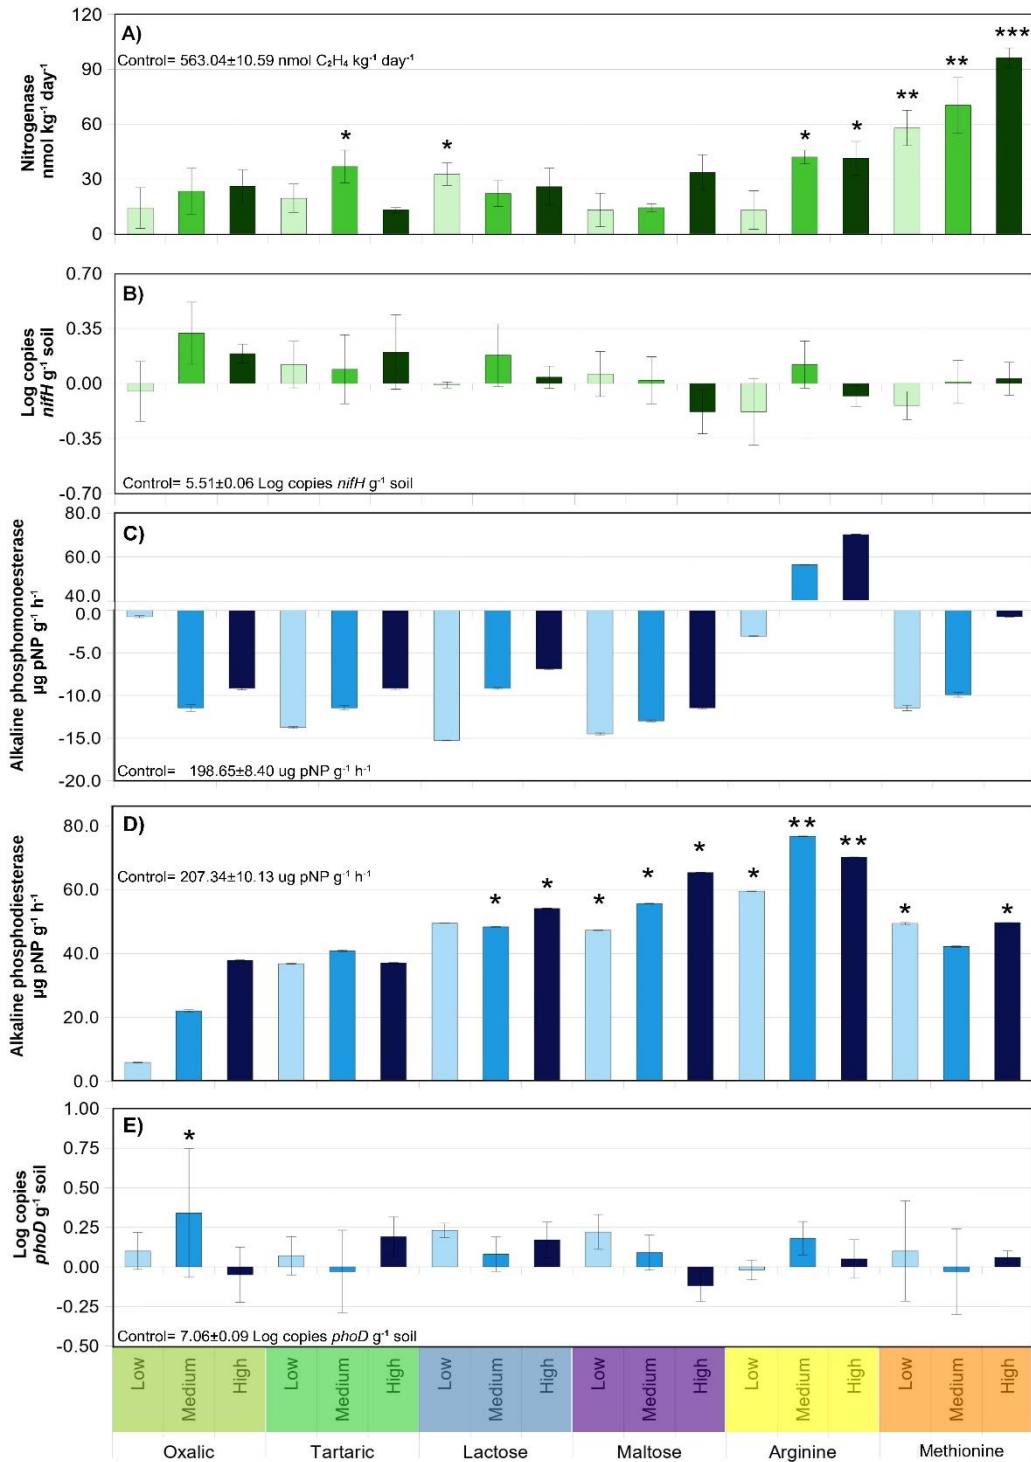 A)
Control= 563.04±10.59 nmol C₂H₄ kg⁻¹ day⁻¹
Nitrogenase
nmol kg⁻¹ day⁻¹
120
90
60
30
0
* * * * ** ** ***
B)
Log copies
nifH g⁻¹ soil
0.70
0.35
0.00
-0.35
-0.70
Control= 5.51±0.06 Log copies nifH g⁻¹ soil
C)
Alkaline phosphomonoesterase
µg pNP g⁻¹ h⁻¹
80.0
60.0
40.0
0.0
-5.0
-10.0
-15.0
-20.0
Control= 198.65±8.40 ug pNP g⁻¹ h⁻¹
D)
Control= 207.34±10.13 ug pNP g⁻¹ h⁻¹
Alkaline phosphodiesterase
µg pNP g⁻¹ h⁻¹
80.0
60.0
40.0
20.0
0.0
* * * * * * ** ** * *
E)
Log copies
phoD g⁻¹ soil
1.00
0.75
0.50
0.25
0.00
-0.25
-0.50
*
Control= 7.06±0.09 Log copies phoD g⁻¹ soil
Low Medium High Low Medium High Low Medium High Low Medium High Low Medium High Low Medium High
Oxalic Tartaric Lactose Maltose Arginine Methionine